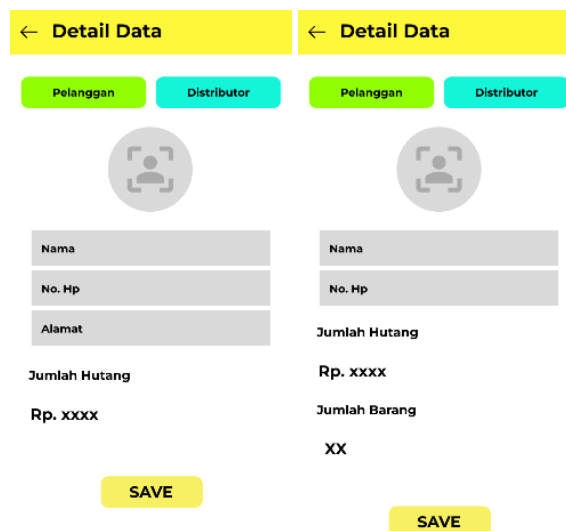 ← Detail Data
Pelanggan
Distributor
Nama
No. Hp
Alamat
Jumlah Hutang
Rp. xxxx
SAVE
← Detail Data
Pelanggan
Distributor
Nama
No. Hp
Jumlah Hutang
Rp. xxxx
Jumlah Barang
XX
SAVE